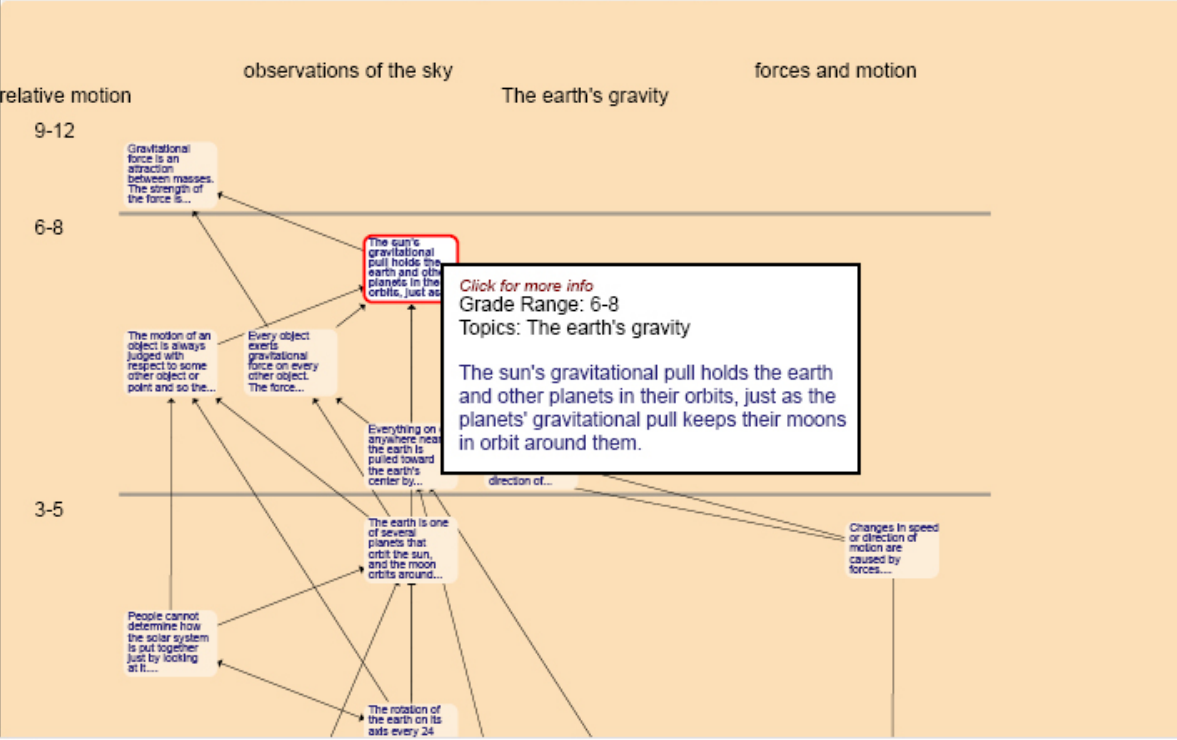 observations of the sky
forces and motion
relative motion
The earth's gravity
9-12
Gravitational
force is an
attraction
between masses.
The strength of
the force is...
6-8
The sun's
gravitational
pull holds the
earth and othe
planets in the
orbits, just as
Click for more info
Grade Range: 6-8
Topics: The earth's gravity
The sun's gravitational pull holds the earth
and other planets in their orbits, just as the
planets' gravitational pull keeps their moons
in orbit around them.
The motion of an
object is always
judged with
respect to some
other object or
point and so the...
Every object
exerts
gravitational
force on every
other object.
The force...
Everything on
anywhere near
the earth is
pulled toward
the earth's
center by...
direction of...
3-5
The earth is one
of several
planets that
orbit the sun,
and the moon
orbits around...
Changes in speed
or direction of
motion are
caused by
forces....
People cannot
determine how
the solar system
is put together
just by looking
at it....
The rotation of
the earth on its
axis every 24